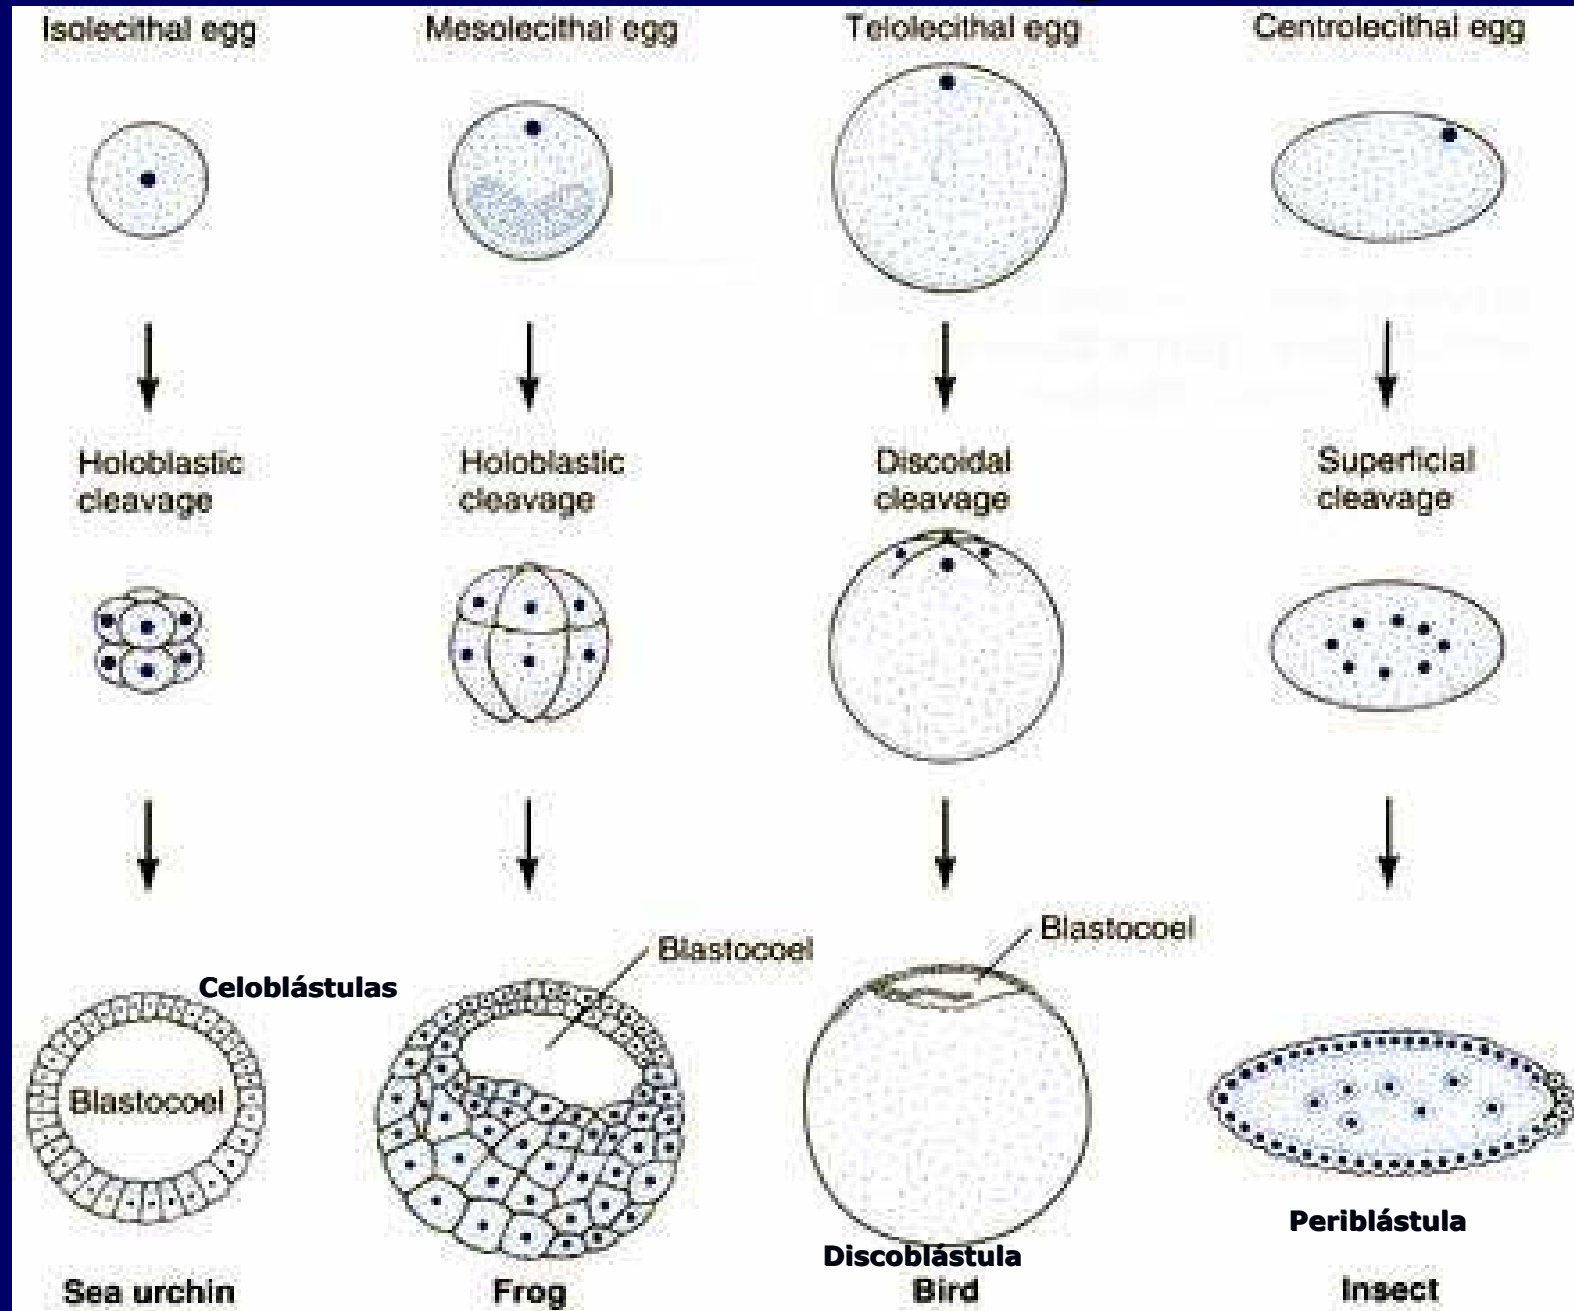 Isolecithal egg
Mesolecithal egg
Telolecithal egg
Centrolecithal egg
Holoblastic
cleavage
Holoblastic
cleavage
Discoidal
cleavage
Superficial
cleavage
Blastocoel
Blastocoel
Celoblástulas
Blastocoel
Periblástula
Discoblástula
Sea urchin
Frog
Bird
Insect